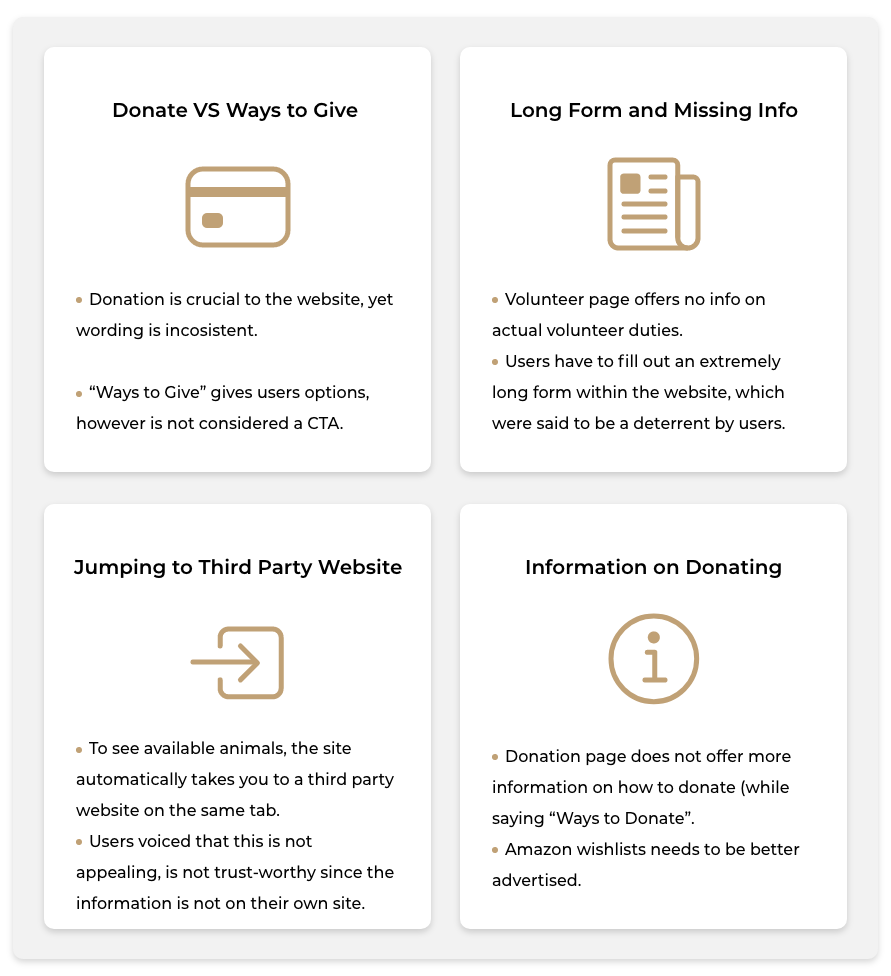 Donate VS Ways to Give
• Donation is crucial to the website, yet
wording is incosistent.
• “Ways to Give” gives users options,
however is not considered a CTA.
Long Form and Missing Info
• Volunteer page offers no info on
actual volunteer duties.
• Users have to fill out an extremely
long form within the website, which
were said to be a deterrent by users.
Jumping to Third Party Website
• To see available animals, the site
automatically takes you to a third party
website on the same tab.
• Users voiced that this is not
appealing, is not trust-worthy since the
information is not on their own site.
Information on Donating
• Donation page does not offer more
information on how to donate (while
saying “Ways to Donate”.
• Amazon wishlists needs to be better
advertised.